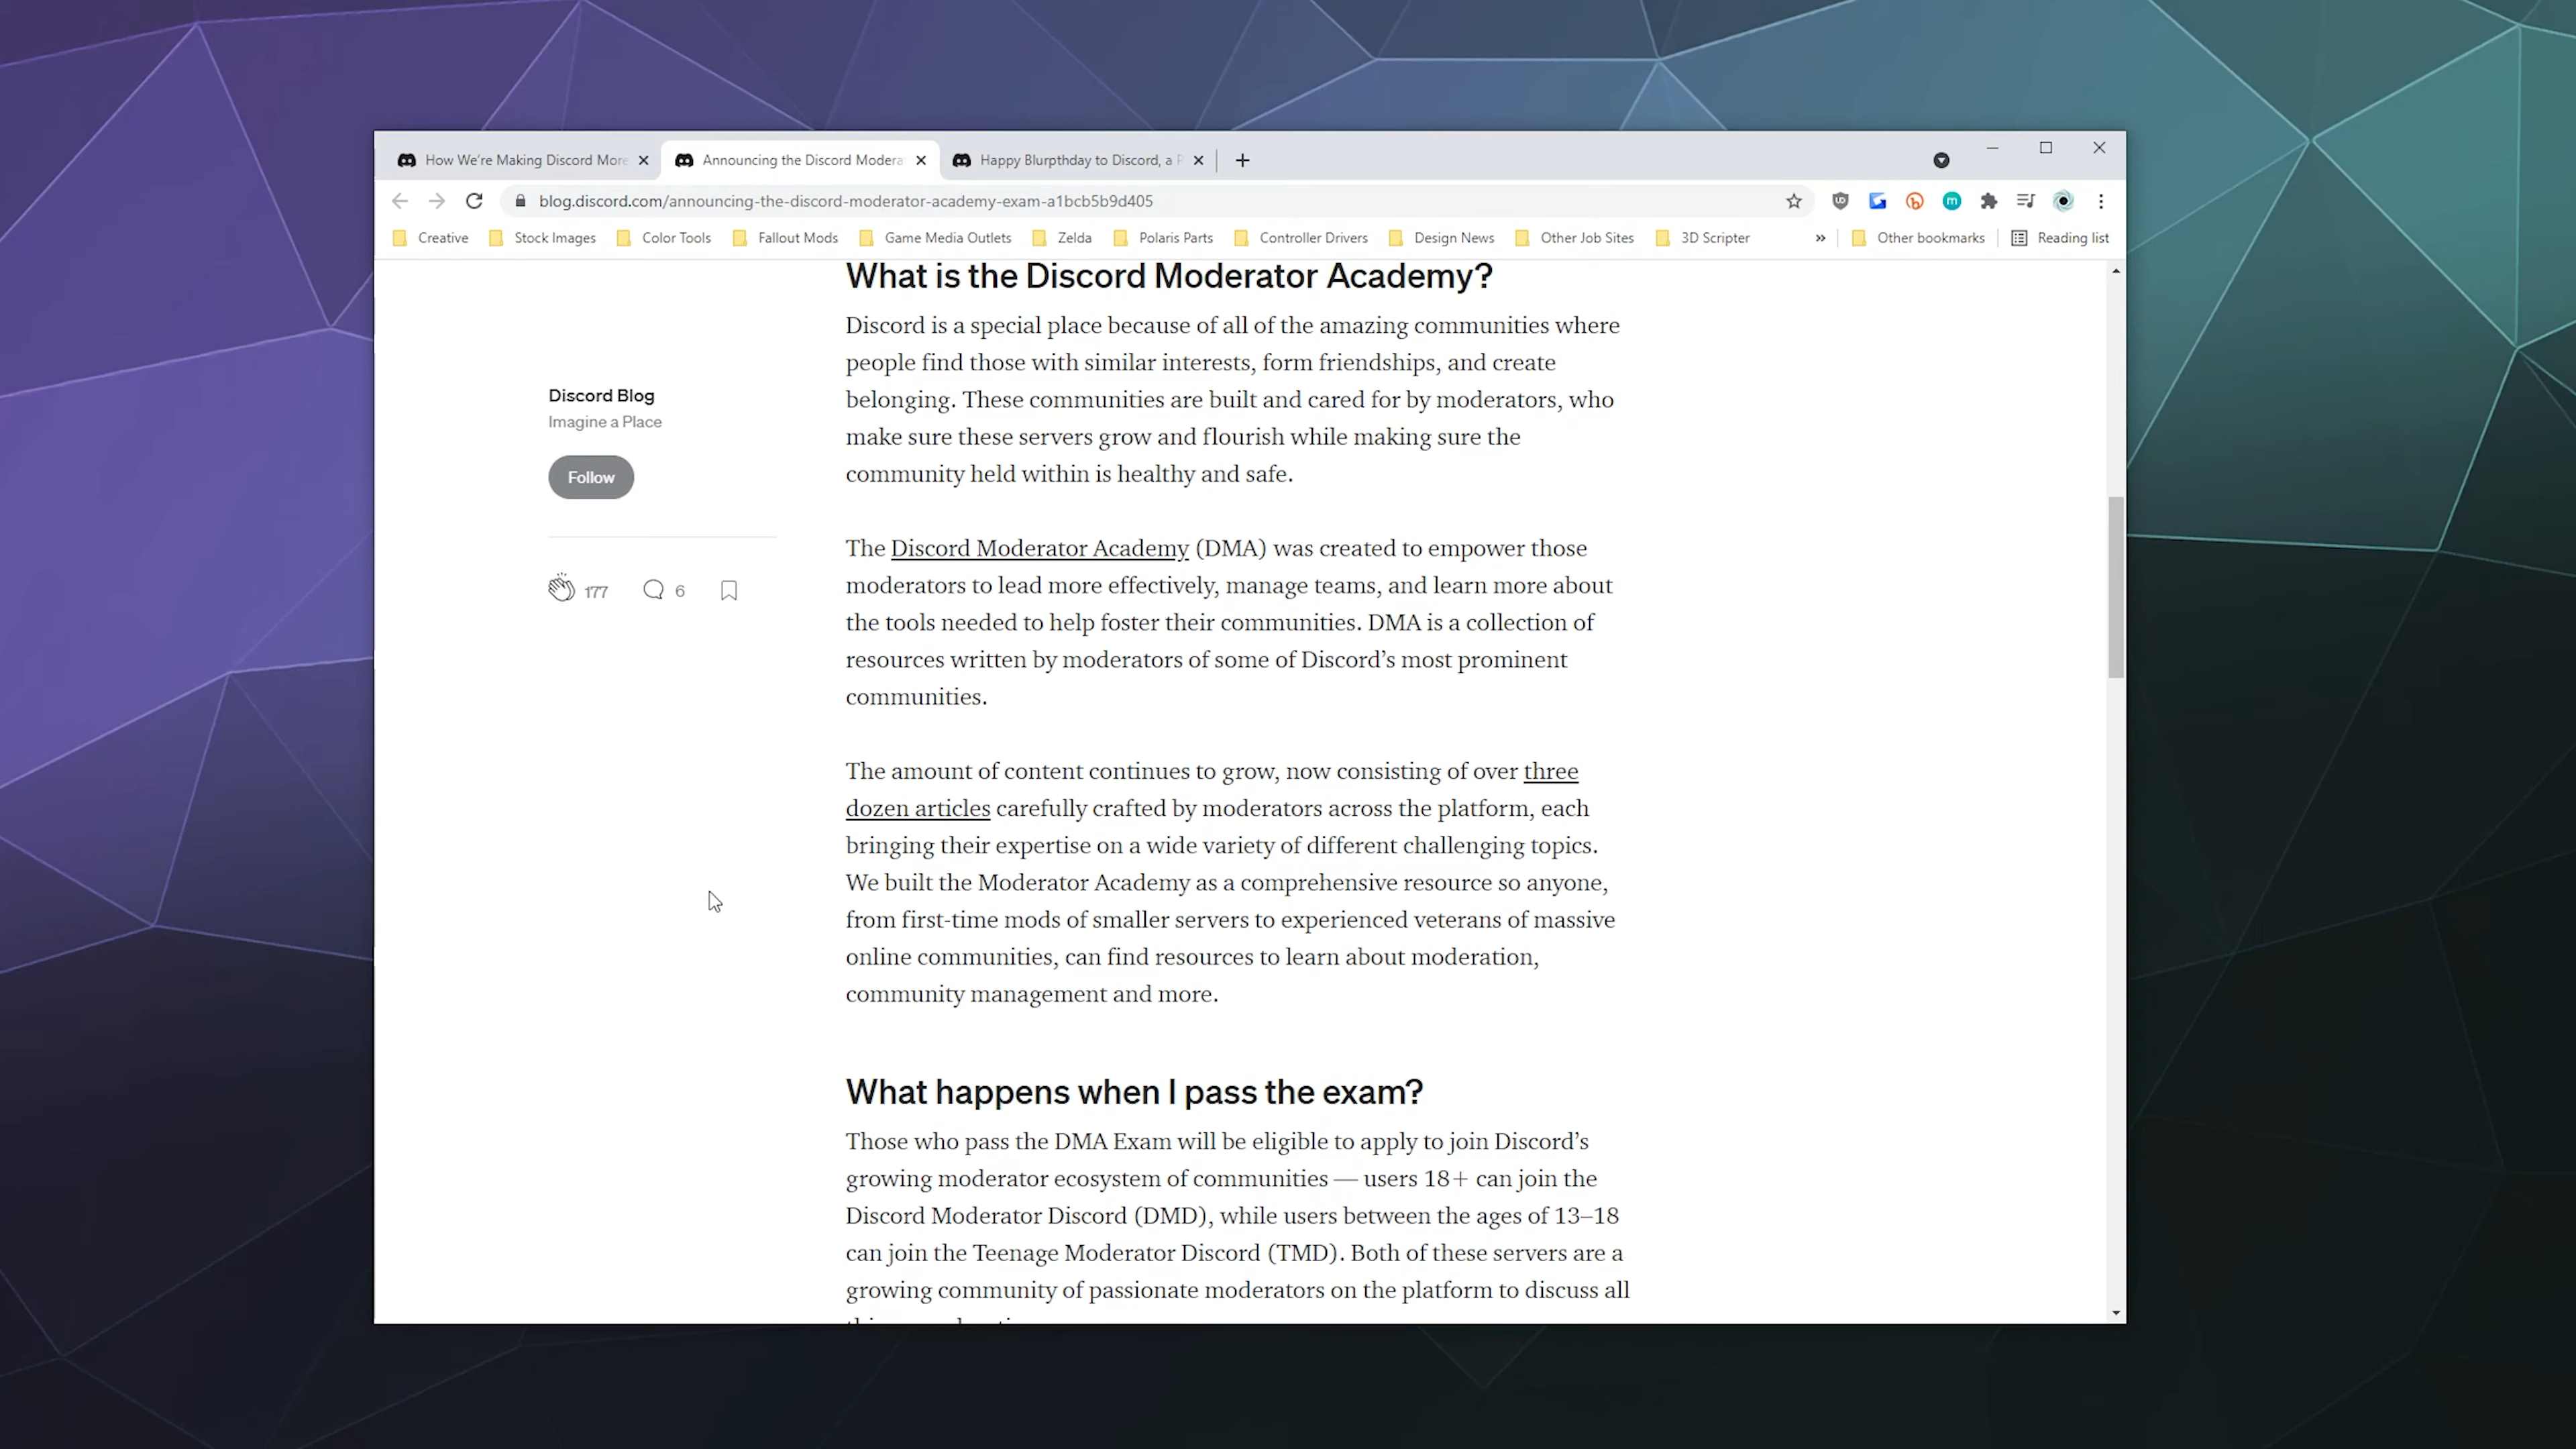 How We're Making Discord More
Announcing the Discord Modera
Happy Blurpthday to Discord, a P
blog.discord.com/announcing-the-discord-moderator-academy-exam-a1bcb5b9d405
Creative Stock Images Color Tools Fallout Mods Game Media Outlets Zelda Polaris Parts Controller Drivers Design News Other Job Sites 3D Scripter » Other bookmarks Reading list
What is the Discord Moderator Academy?
Discord is a special place because of all of the amazing communities where
people find those with similar interests, form friendships, and create
belonging. These communities are built and cared for by moderators, who
make sure these servers grow and flourish while making sure the
community held within is healthy and safe.
Discord Blog
Imagine a Place
Follow
177 6
The Discord Moderator Academy (DMA) was created to empower those
moderators to lead more effectively, manage teams, and learn more about
the tools needed to help foster their communities. DMA is a collection of
resources written by moderators of some of Discord's most prominent
communities.
The amount of content continues to grow, now consisting of over three
dozen articles carefully crafted by moderators across the platform, each
bringing their expertise on a wide variety of different challenging topics.
We built the Moderator Academy as a comprehensive resource so anyone,
from first-time mods of smaller servers to experienced veterans of massive
online communities, can find resources to learn about moderation,
community management and more.
What happens when I pass the exam?
Those who pass the DMA Exam will be eligible to apply to join Discord's
growing moderator ecosystem of communities — users 18+ can join the
Discord Moderator Discord (DMD), while users between the ages of 13–18
can join the Teenage Moderator Discord (TMD). Both of these servers are a
growing community of passionate moderators on the platform to discuss all